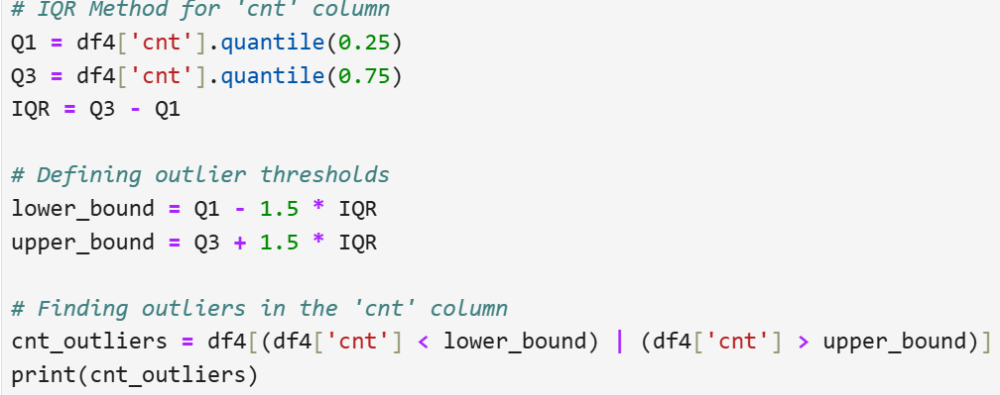 # IQR Method for 'cnt' column
Q1 = df4['cnt'].quantile(0.25)
Q3 = df4['cnt'].quantile(0.75)
IQR = Q3 - Q1

# Defining outlier thresholds
lower_bound = Q1 - 1.5 * IQR
upper_bound = Q3 + 1.5 * IQR

# Finding outliers in the 'cnt' column
cnt_outliers = df4[(df4['cnt'] < lower_bound) | (df4['cnt'] > upper_bound)]
print(cnt_outliers)